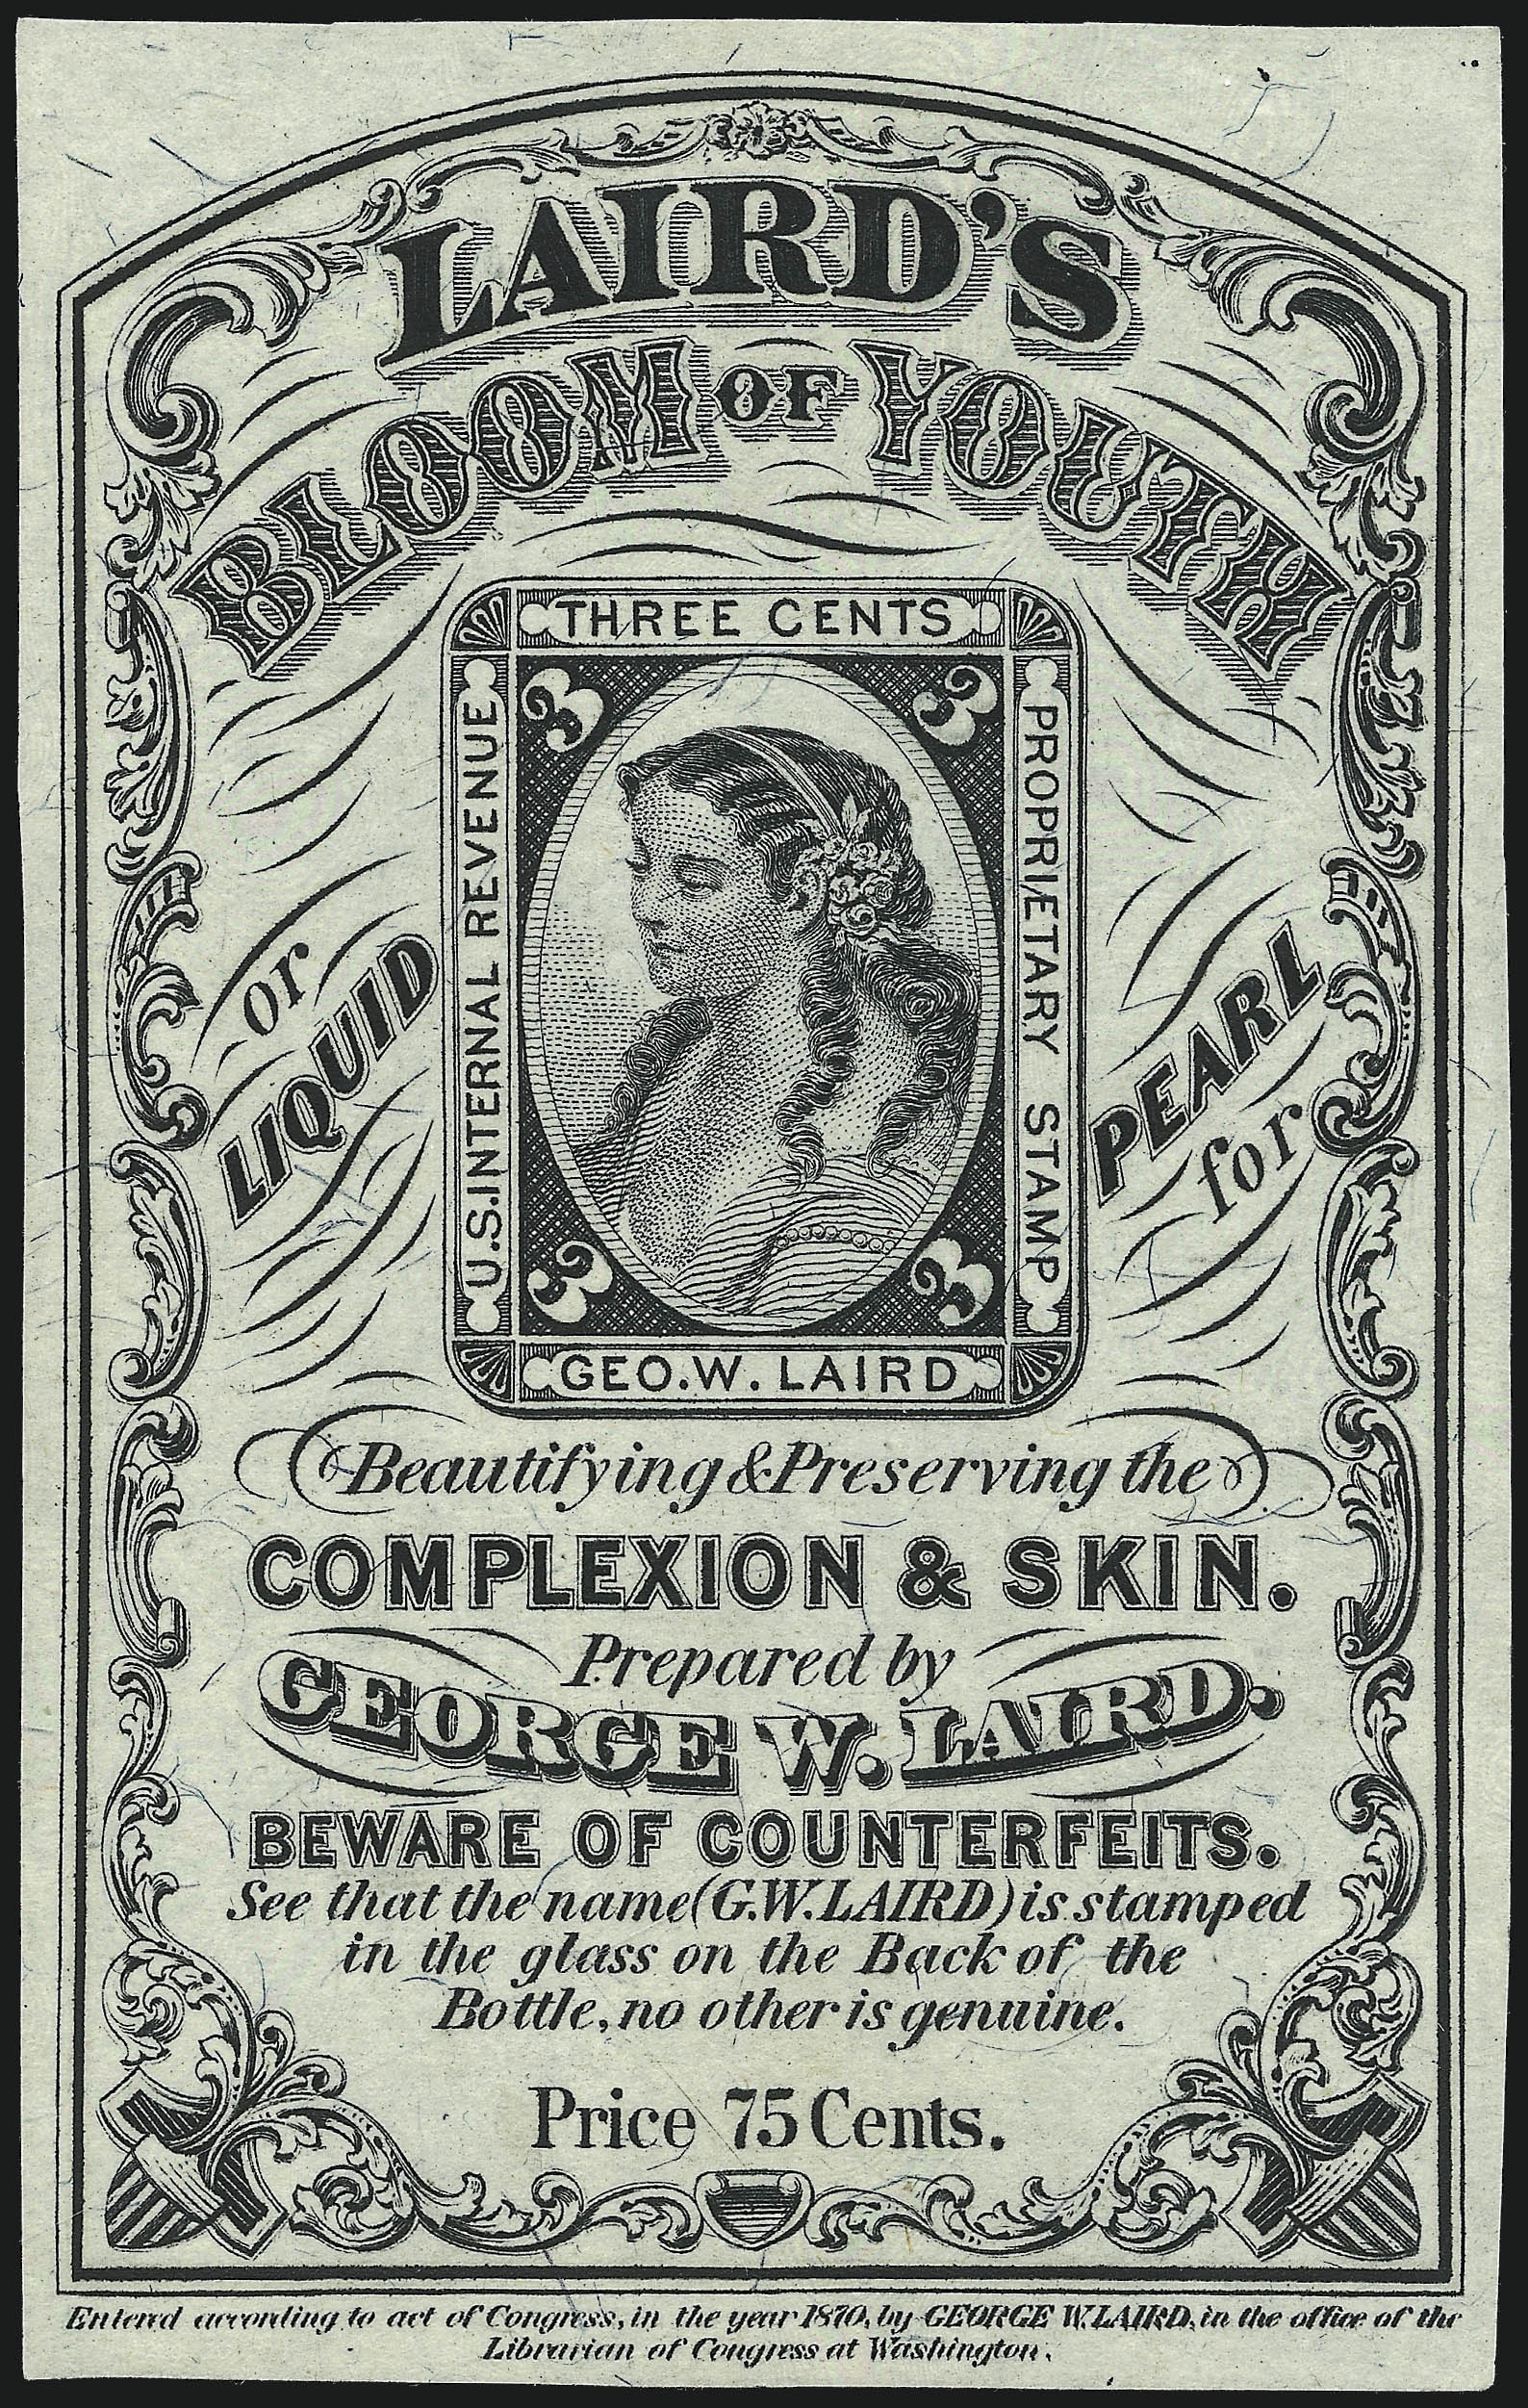 LAIRD'S
BLOOM OF YOUTH
THREE CENTS
3 3
U.S. INTERNAL REVENUE
PROPRIETARY STAMP
3 3
GEO. W. LAIRD
or
LIQUID
PEARL
for
Beautifying & Preserving the
COMPLEXION & SKIN.
Prepared by
GEORGE W. LAIRD.
BEWARE OF COUNTERFEITS.
See that the name (G.W. LAIRD) is stamped
in the glass on the Back of the
Bottle, no other is genuine.
Price 75 Cents.
Entered according to act of Congress, in the year 1870, by GEORGE W. LAIRD, in the office of the
Librarian of Congress at Washington.